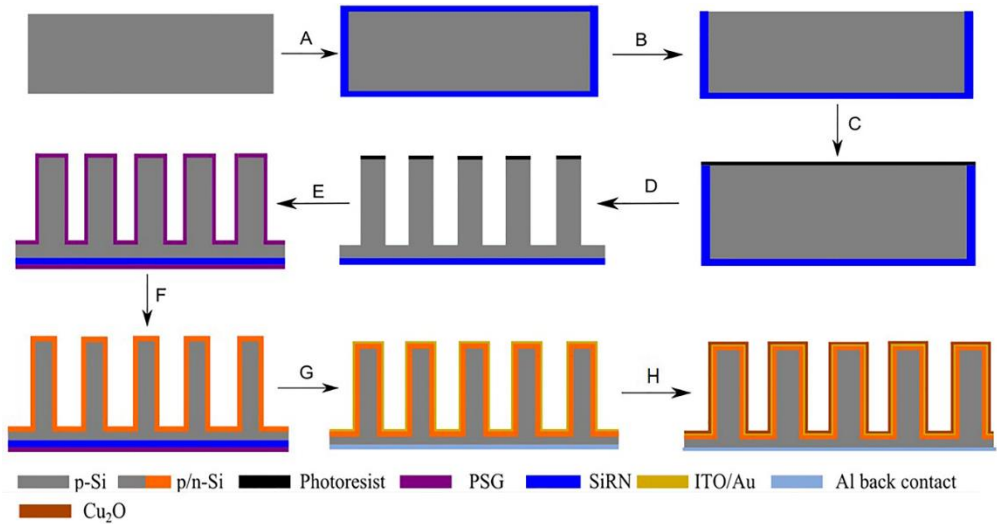 A
B
C
D
E
F
G
H
p-Si
p/n-Si
Photoresist
PSG
SiRN
ITO/Au
Al back contact
Cu₂O